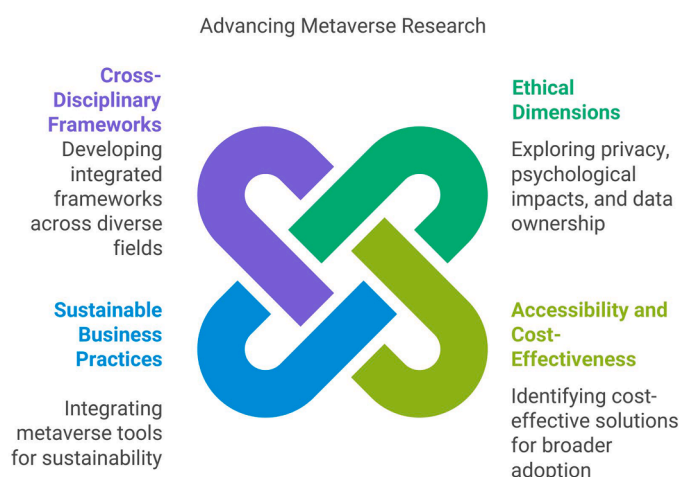 Advancing Metaverse Research
Cross-
Disciplinary
Frameworks
Developing
integrated
frameworks
across diverse
fields
Ethical
Dimensions
Exploring privacy,
psychological
impacts, and data
ownership
Sustainable
Business
Practices
Integrating
metaverse tools
for sustainability
Accessibility and
Cost-
Effectiveness
Identifying cost-
effective solutions
for broader
adoption